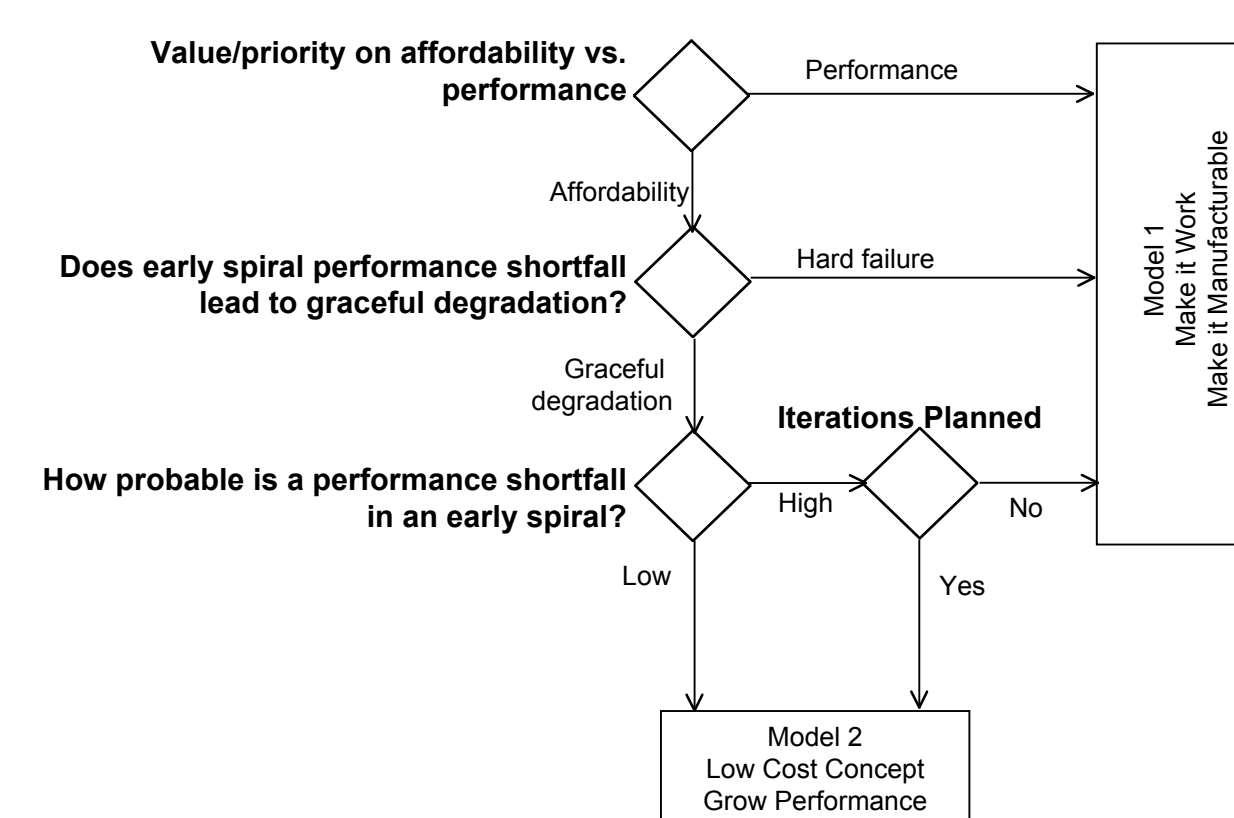 Value/priority on affordability vs.
performance
Performance
Affordability
Does early spiral performance shortfall
lead to graceful degradation?
Hard failure
Graceful
degradation
Iterations Planned
How probable is a performance shortfall
in an early spiral?
High
No
Low
Yes
Model 1
Make it Work
Make it Manufacturable
Model 2
Low Cost Concept
Grow Performance